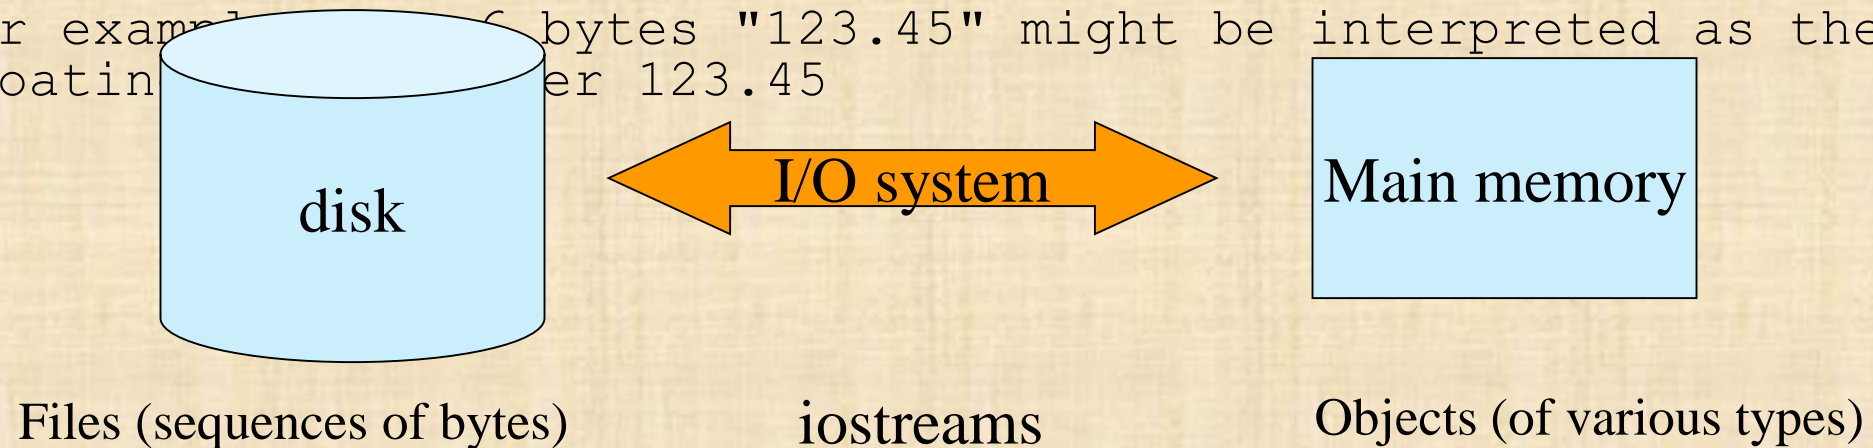 r exam 6 bytes "123.45" might be interpreted as the
oatin er 123.45
disk
I/O system
Main memory
Files (sequences of bytes)
iostreams
Objects (of various types)